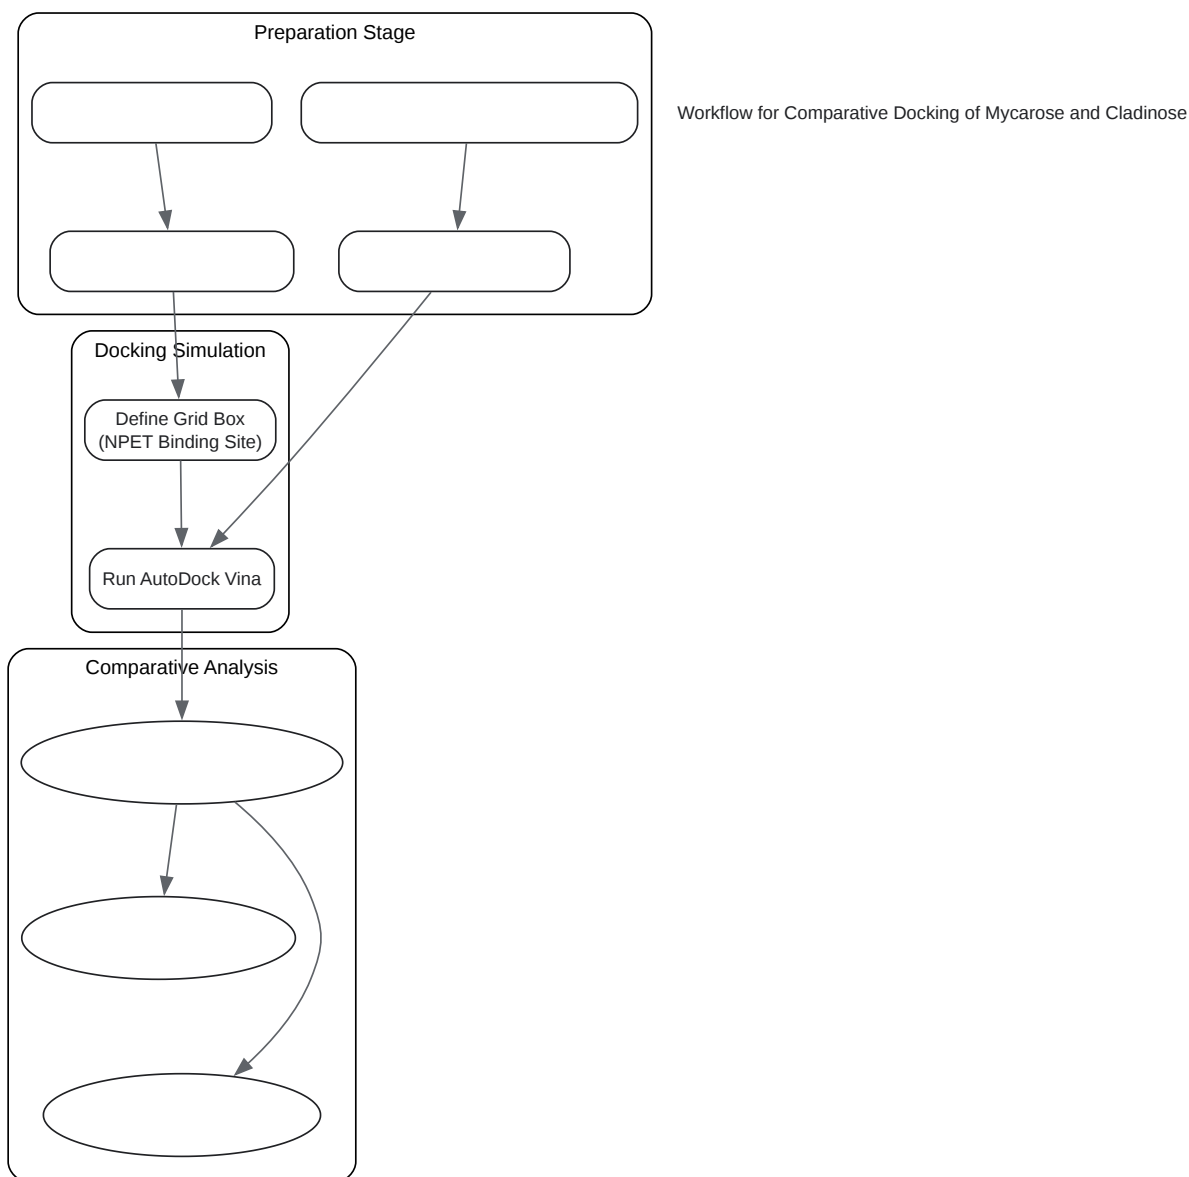 Preparation Stage
Workflow for Comparative Docking of Mycarose and Cladinose
Docking Simulation
Define Grid Box
(NPET Binding Site)
Run AutoDock Vina
Comparative Analysis